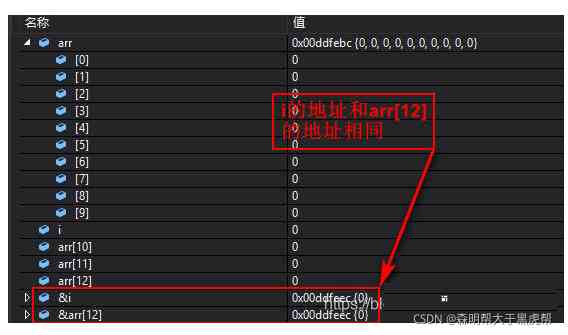 名称 值
arr 0x00ddfebc {0, 0, 0, 0, 0, 0, 0, 0, 0, 0}
[0] 0
[1] 0
[2] 0
[3] 0
[4] 0
[5] 0
[6] 0
[7] 0
[8] 0
[9] 0
i的地址和arr[12]
的地址相同
i 0
arr[10] 0
arr[11] 0
arr[12] 0
&i 0x00ddfeec {0}
&arr[12] 0x00ddfeec {0}
https://bl
CSDN @森明帮大于黑虎帮